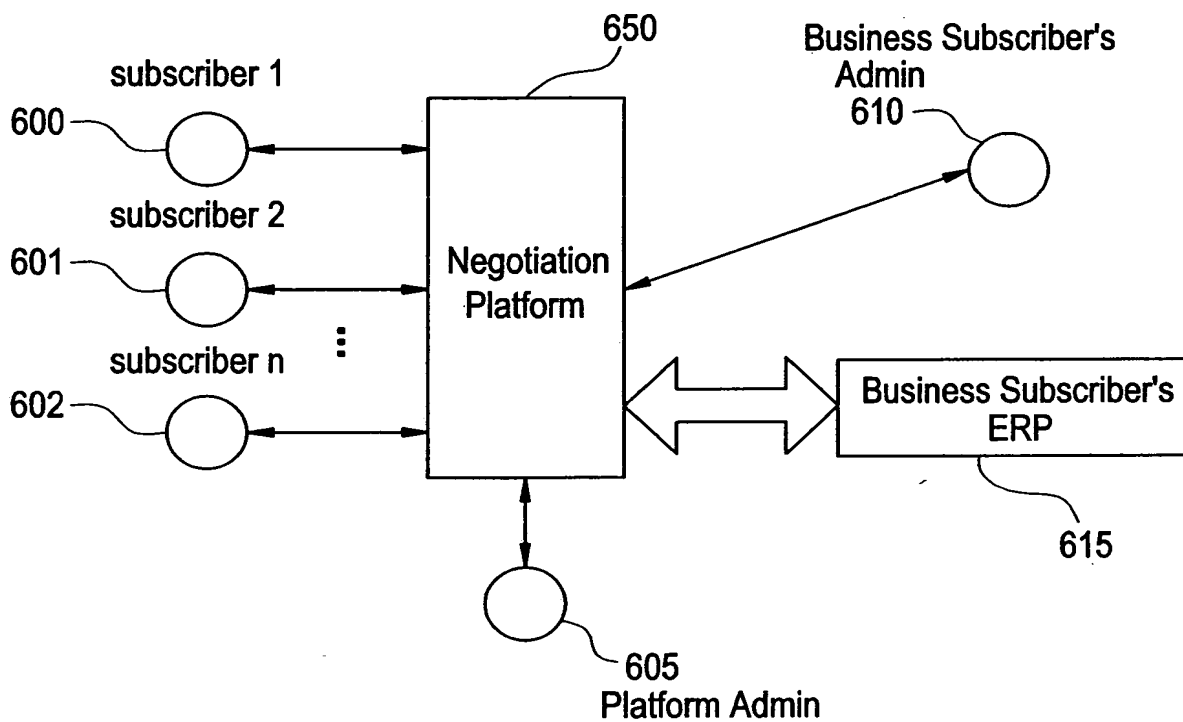 650
Business Subscriber's
Admin
610
subscriber 1
600
subscriber 2
601
Negotiation
Platform
...
subscriber n
602
Business Subscriber's
ERP
615
605
Platform Admin